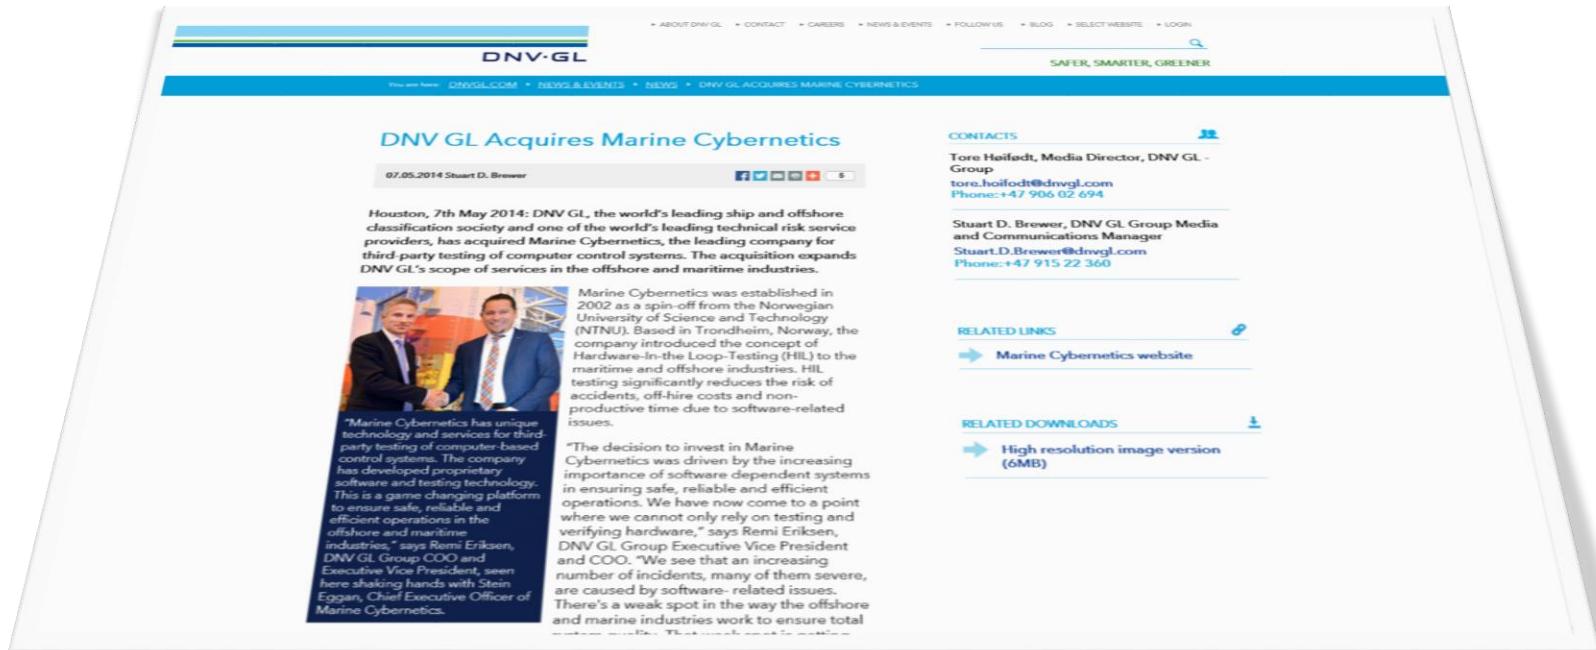 ABOUT DNV GL CONTACT CAREERS NEWS & EVENTS FOLLOW US BLOG SELECT WEBSITE LOGIN
DNV·GL
SAFER, SMARTER, GREENER
You are here: DNVGL.COM NEWS & EVENTS NEWS DNV GL ACQUIRES MARINE CYBERNETICS
DNV GL Acquires Marine Cybernetics
07.05.2014 Stuart D. Brewer
5
Houston, 7th May 2014: DNV GL, the world's leading ship and offshore
classification society and one of the world's leading technical risk service
providers, has acquired Marine Cybernetics, the leading company for
third-party testing of computer control systems. The acquisition expands
DNV GL's scope of services in the offshore and maritime industries.
"Marine Cybernetics has unique
technology and services for third-
party testing of computer-based
control systems. The company
has developed proprietary
software and testing technology.
This is a game changing platform
to ensure safe, reliable and
efficient operations in the
offshore and maritime
industries," says Remi Eriksen,
DNV GL Group COO and
Executive Vice President, seen
here shaking hands with Stein
Eggan, Chief Executive Officer of
Marine Cybernetics.
Marine Cybernetics was established in
2002 as a spin-off from the Norwegian
University of Science and Technology
(NTNU). Based in Trondheim, Norway, the
company introduced the concept of
Hardware-In-the Loop-Testing (HIL) to the
maritime and offshore industries. HIL
testing significantly reduces the risk of
accidents, off-hire costs and non-
productive time due to software-related
issues.
"The decision to invest in Marine
Cybernetics was driven by the increasing
importance of software dependent systems
in ensuring safe, reliable and efficient
operations. We have now come to a point
where we cannot only rely on testing and
verifying hardware," says Remi Eriksen,
DNV GL Group Executive Vice President
and COO. "We see that an increasing
number of incidents, many of them severe,
are caused by software- related issues.
There's a weak spot in the way the offshore
and marine industries work to ensure total
CONTACTS
Tore Høifødt, Media Director, DNV GL -
Group
tore.hoifodt@dnvgl.com
Phone:+47 906 02 694
Stuart D. Brewer, DNV GL Group Media
and Communications Manager
Stuart.D.Brewer@dnvgl.com
Phone:+47 915 22 360
RELATED LINKS
Marine Cybernetics website
RELATED DOWNLOADS
High resolution image version
(6MB)